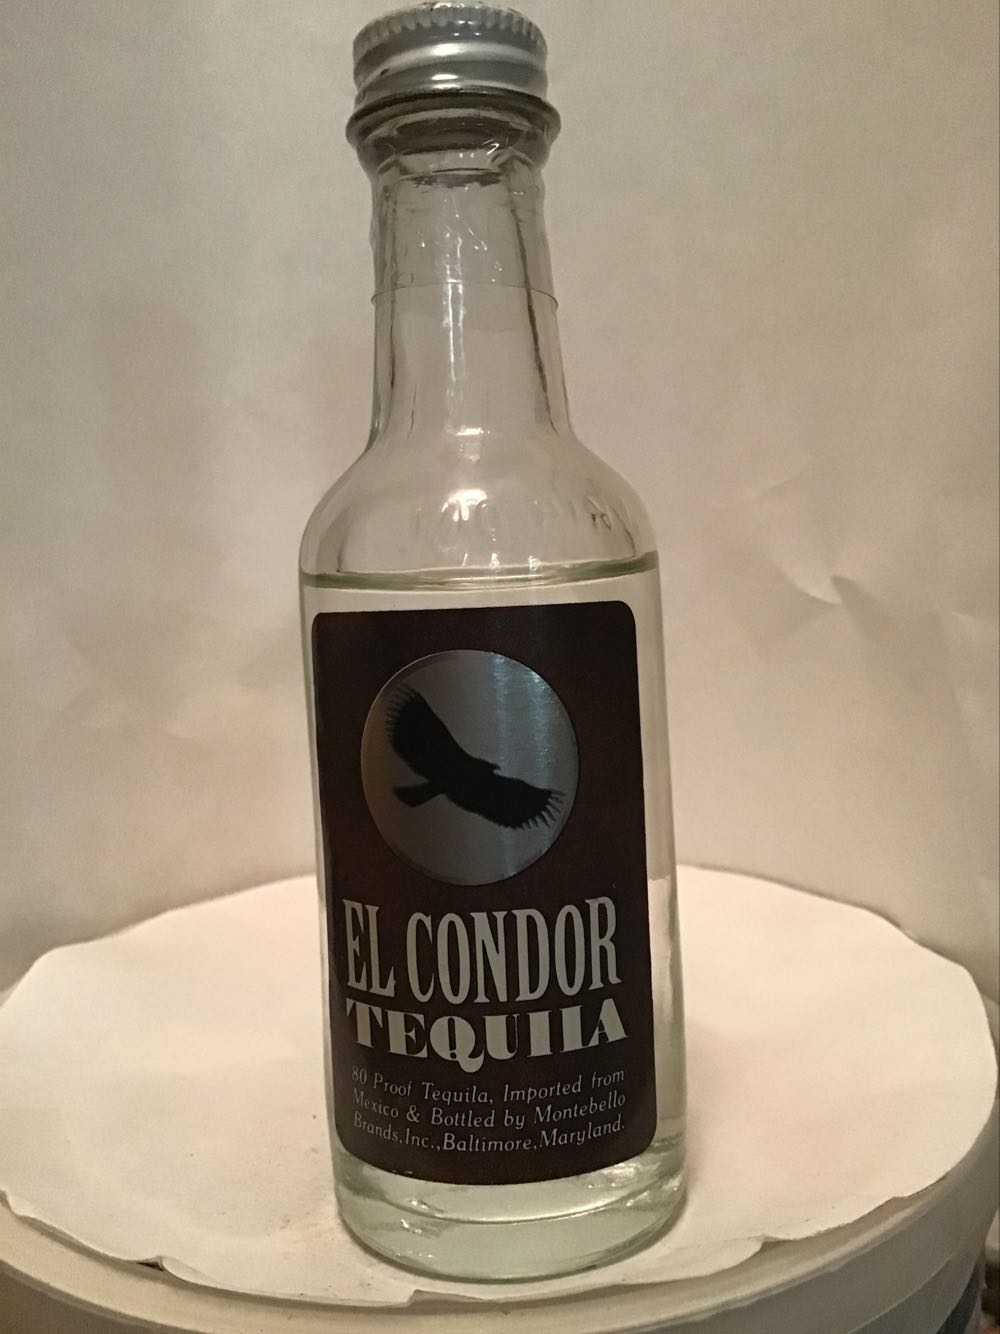 EL CONDOR
TEQUILA
80 Proof Tequila, Imported from
Mexico & Bottled by Montebello
Brands,Inc.,Baltimore,Maryland.